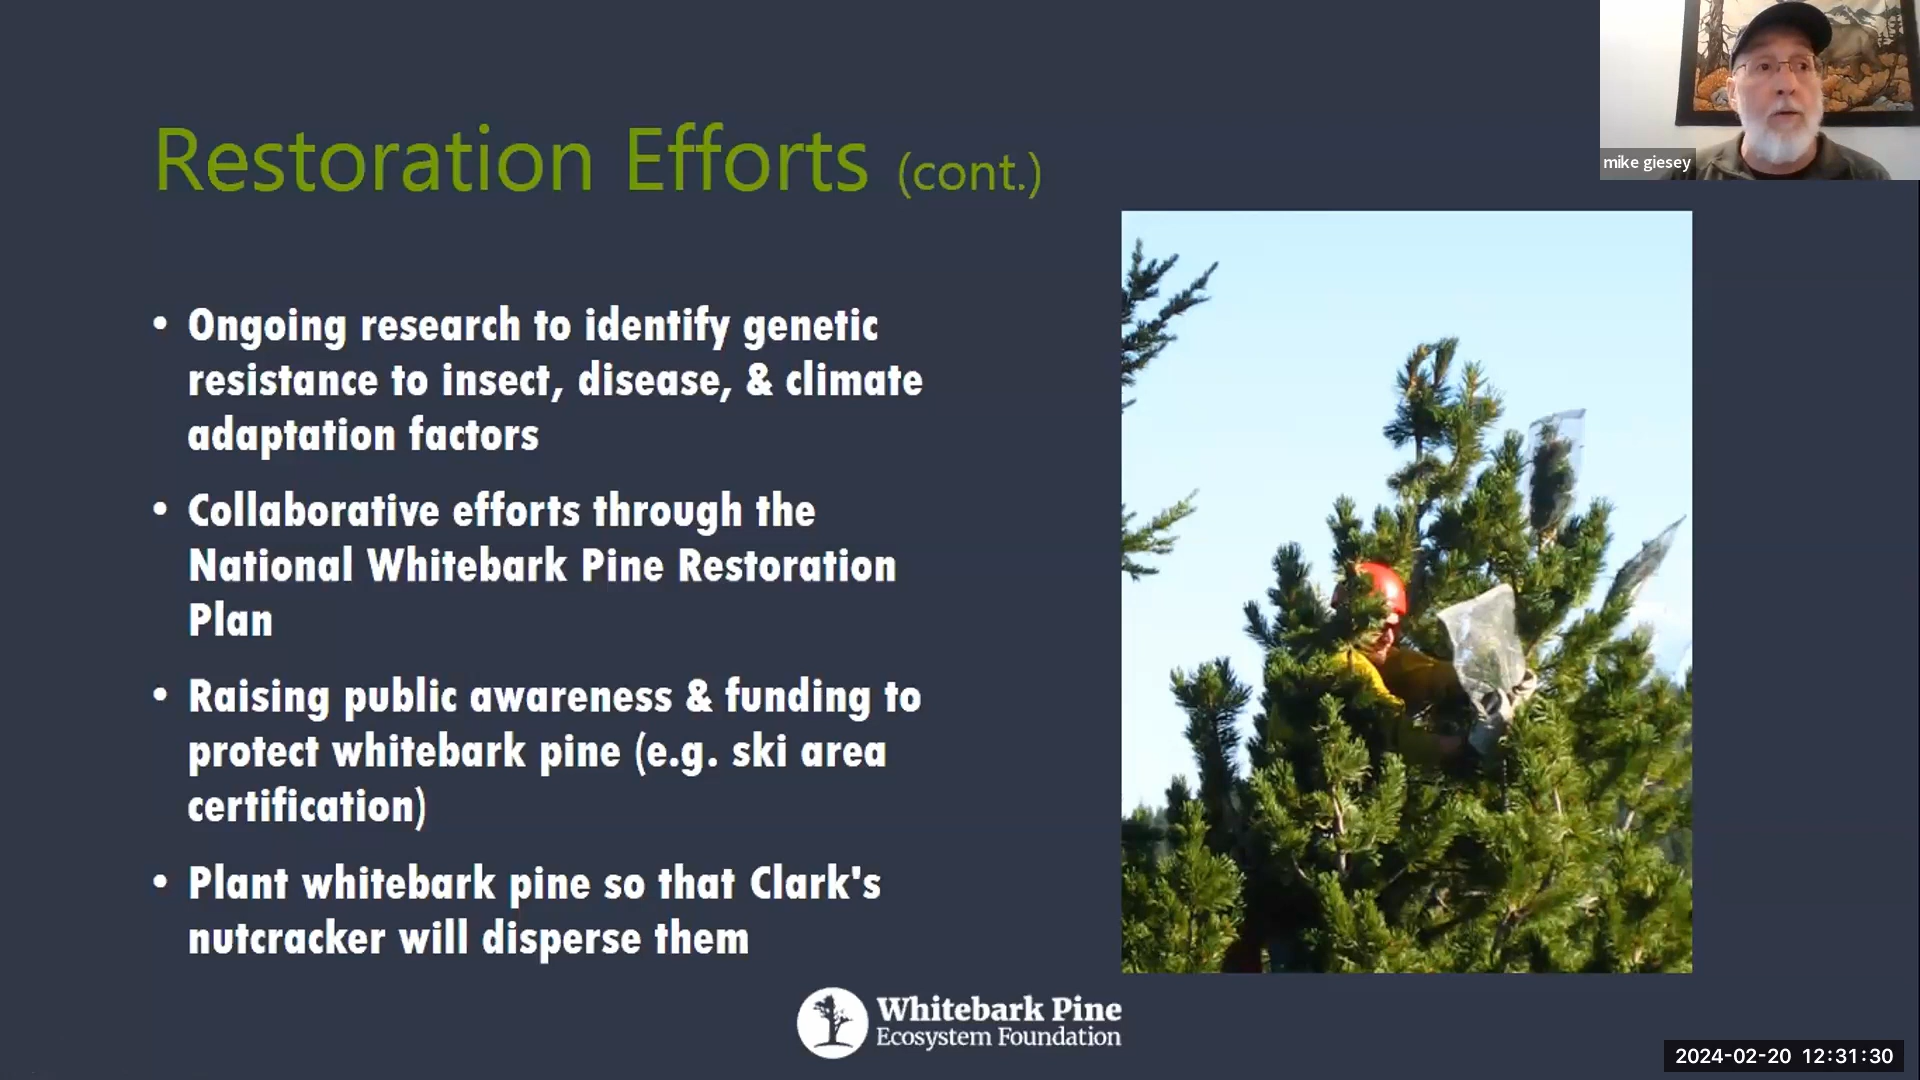 mike giesey
Restoration Efforts (cont.)
• Ongoing research to identify genetic
resistance to insect, disease, & climate
adaptation factors
• Collaborative efforts through the
National Whitebark Pine Restoration
Plan
• Raising public awareness & funding to
protect whitebark pine (e.g. ski area
certification)
• Plant whitebark pine so that Clark's
nutcracker will disperse them
Whitebark Pine
Ecosystem Foundation
2024-02-20 12:31:30